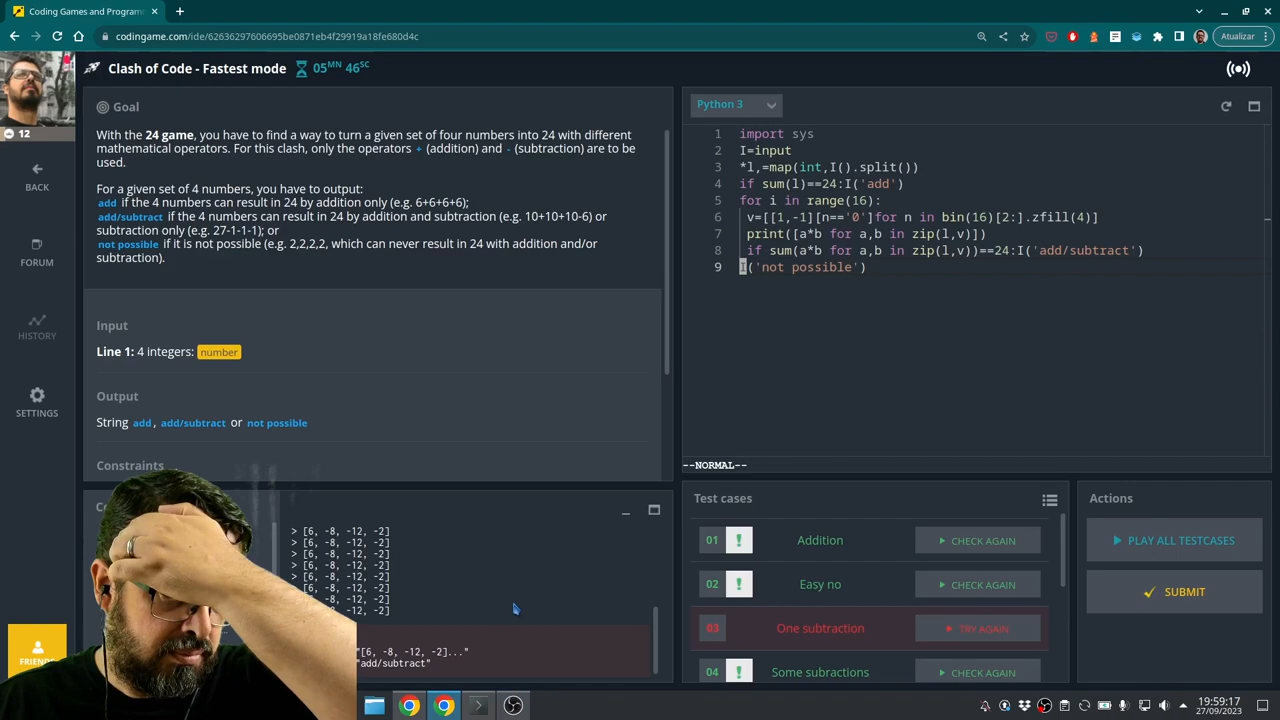 Coding Games and Programm
codingame.com/ide/62636297606695be0871eb4f29919a18fe680d4c
Atualizar
12
BACK
FORUM
HISTORY
SETTINGS
Clash of Code - Fastest mode 05MN 46SC
Goal
With the 24 game, you have to find a way to turn a given set of four numbers into 24 with different
mathematical operators. For this clash, only the operators + (addition) and - (subtraction) are to be
used.
For a given set of 4 numbers, you have to output:
add if the 4 numbers can result in 24 by addition only (e.g. 6+6+6+6);
add/subtract if the 4 numbers can result in 24 by addition and subtraction (e.g. 10+10+10-6) or
subtraction only (e.g. 27-1-1-1); or
not possible if it is not possible (e.g. 2,2,2,2, which can never result in 24 with addition and/or
subtraction).
Input
Line 1: 4 integers: number
Output
String add, add/subtract or not possible
Constraints
> [6, -8, -12, -2]
> [6, -8, -12, -2]
> [6, -8, -12, -2]
> [6, -8, -12, -2]
> [6, -8, -12, -2]
> [6, -8, -12, -2]
> [6, -8, -12, -2]
> [6, -8, -12, -2]
"[6, -8, -12, -2]..."
"add/subtract"
Python 3
1 import sys
2 I=input
3 *l,=map(int,I().split())
4 if sum(l)==24:I('add')
5 for i in range(16):
6 v=[[1,-1][n=='0']for n in bin(16)[2:].zfill(4)]
7 print([a*b for a,b in zip(l,v)])
8 if sum(a*b for a,b in zip(l,v))==24:I('add/subtract')
9 I('not possible')
--NORMAL--
Test cases
01 Addition CHECK AGAIN
02 Easy no CHECK AGAIN
03 One subtraction TRY AGAIN
04 Some subractions CHECK AGAIN
Actions
PLAY ALL TESTCASES
SUBMIT
19:59:17
27/09/2023